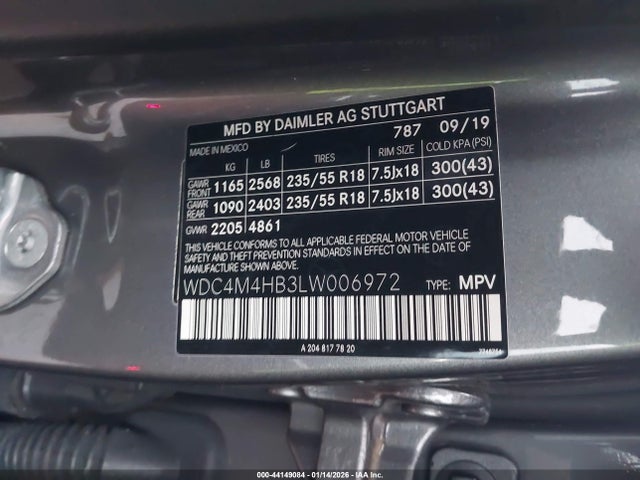 MFD BY DAIMLER AG STUTTGART
MADE IN MEXICO 787 09/19
KG LB TIRES RIM SIZE COLD KPA (PSI)
GAWR FRONT 1165 2568 235/55 R18 7.5Jx18 300(43)
GAWR REAR 1090 2403 235/55 R18 7.5Jx18 300(43)
GVWR 2205 4861
THIS VEHICLE CONFORMS TO ALL APPLICABLE FEDERAL MOTOR VEHICLE
SAFETY AND THEFT PREVENTION STANDARDS IN EFFECT ON THE DATE OF
MANUFACTURE SHOWN ABOVE.
WDC4M4HB3LW006972 TYPE: MPV
A 204 817 78 20
000-44149084 - 01/14/2026 - IAA Inc.